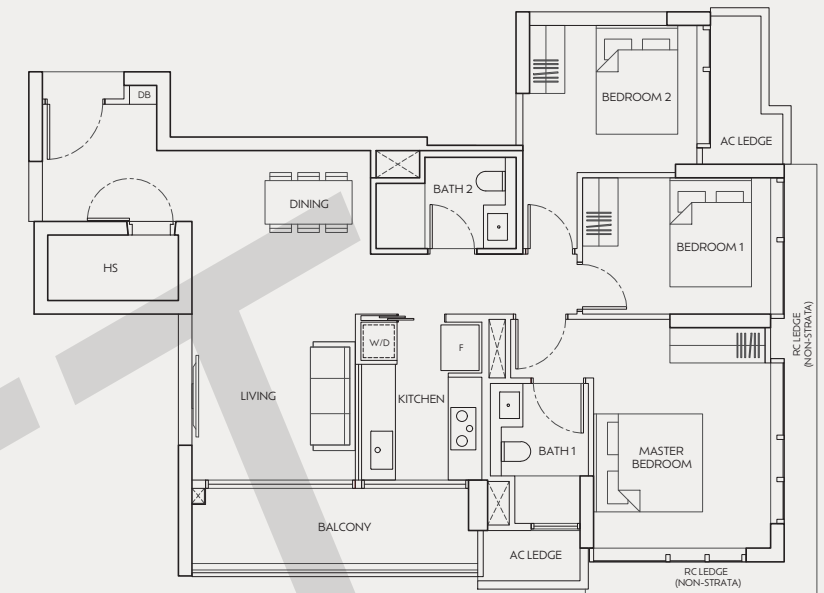 DB
BEDROOM 2
AC LEDGE
BATH 2
DINING
BEDROOM 1
HS
RC LEDGE
(NON-STRATA)
W/D
F
LIVING
KITCHEN
BATH 1
MASTER
BEDROOM
BALCONY
AC LEDGE
RC LEDGE
(NON-STRATA)